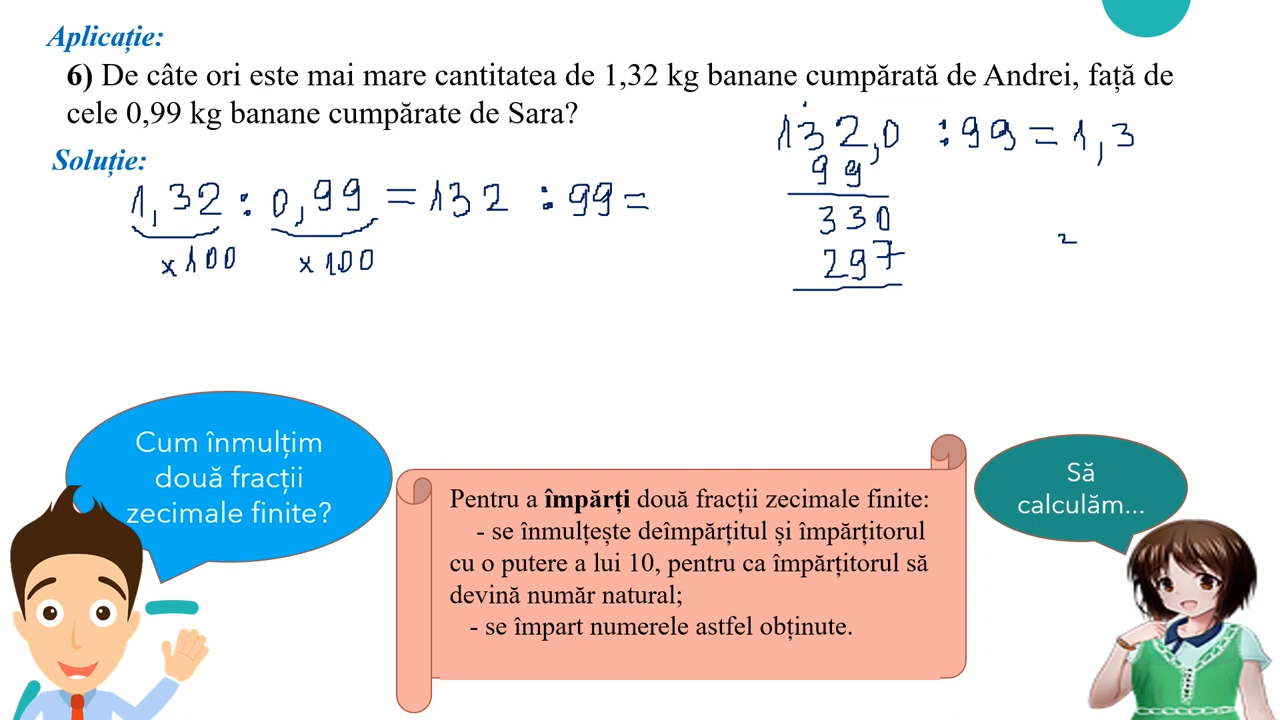 Aplicație:
6) De câte ori este mai mare cantitatea de 1,32 kg banane cumpărată de Andrei, față de
cele 0,99 kg banane cumpărate de Sara?
Soluție:
1,32 : 0,99 = 132 : 99 =
x100 x100
132,0 : 99 = 1,3
99
330
297
2
Cum înmulțim
două fracții
zecimale finite?
Pentru a împărți două fracții zecimale finite:
- se înmulțește deîmpărțitul și împărțitorul
cu o putere a lui 10, pentru ca împărțitorul să
devină număr natural;
- se împart numerele astfel obținute.
Să
calculăm...